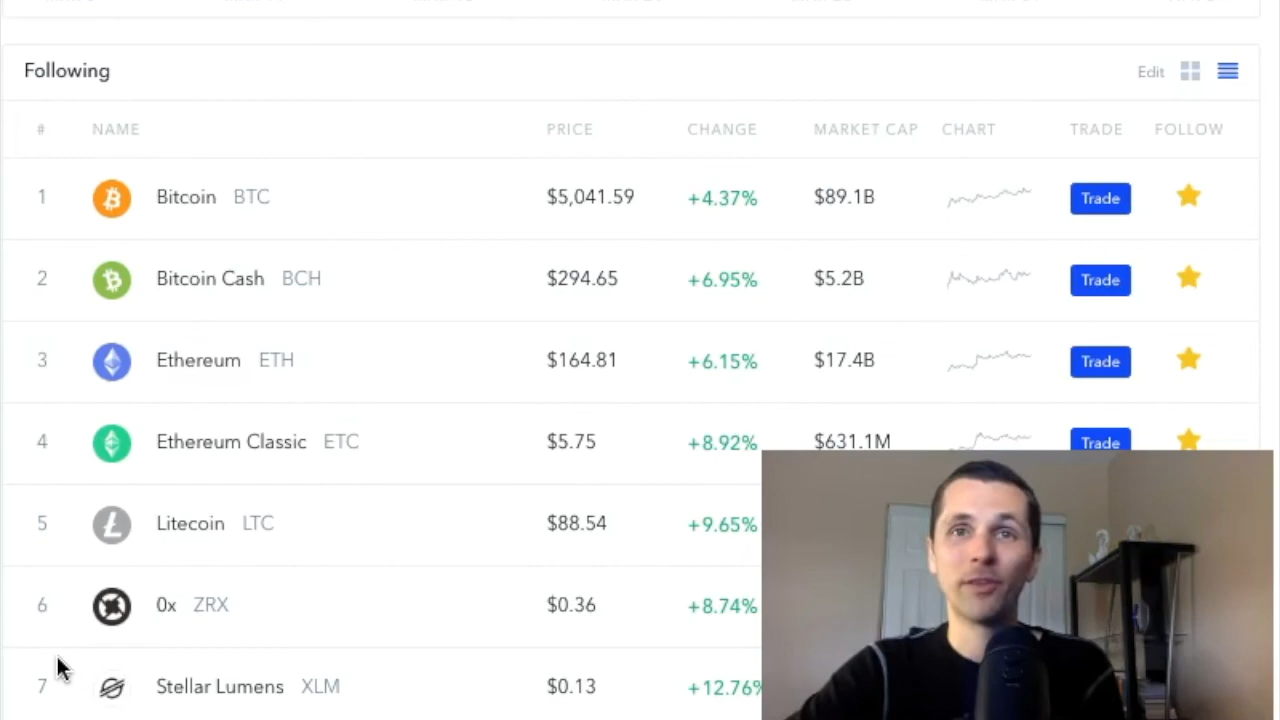 Following
Edit
# NAME PRICE CHANGE MARKET CAP CHART TRADE FOLLOW
1 Bitcoin BTC $5,041.59 +4.37% $89.1B Trade
2 Bitcoin Cash BCH $294.65 +6.95% $5.2B Trade
3 Ethereum ETH $164.81 +6.15% $17.4B Trade
4 Ethereum Classic ETC $5.75 +8.92% $631.1M Trade
5 Litecoin LTC $88.54 +9.65%
6 0x ZRX $0.36 +8.74%
7 Stellar Lumens XLM $0.13 +12.76%